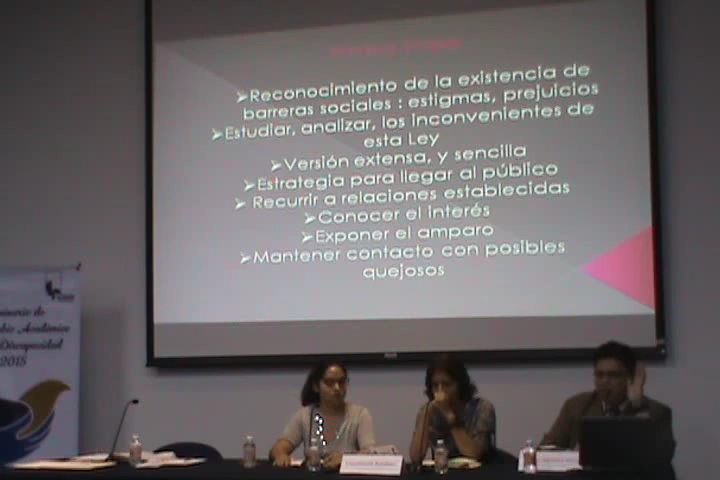 ➢Reconocimiento de la existencia de
barreras sociales : estigmas, prejuicios
➢Estudiar, analizar, los inconvenientes de
esta Ley
➢Versión extensa, y sencilla
➢Estrategia para llegar al público
➢ Recurrir a relaciones establecidas
➢Conocer el interés
➢Exponer el amparo
➢Mantener contacto con posibles
quejosos
Académico
Discapacidad
2015